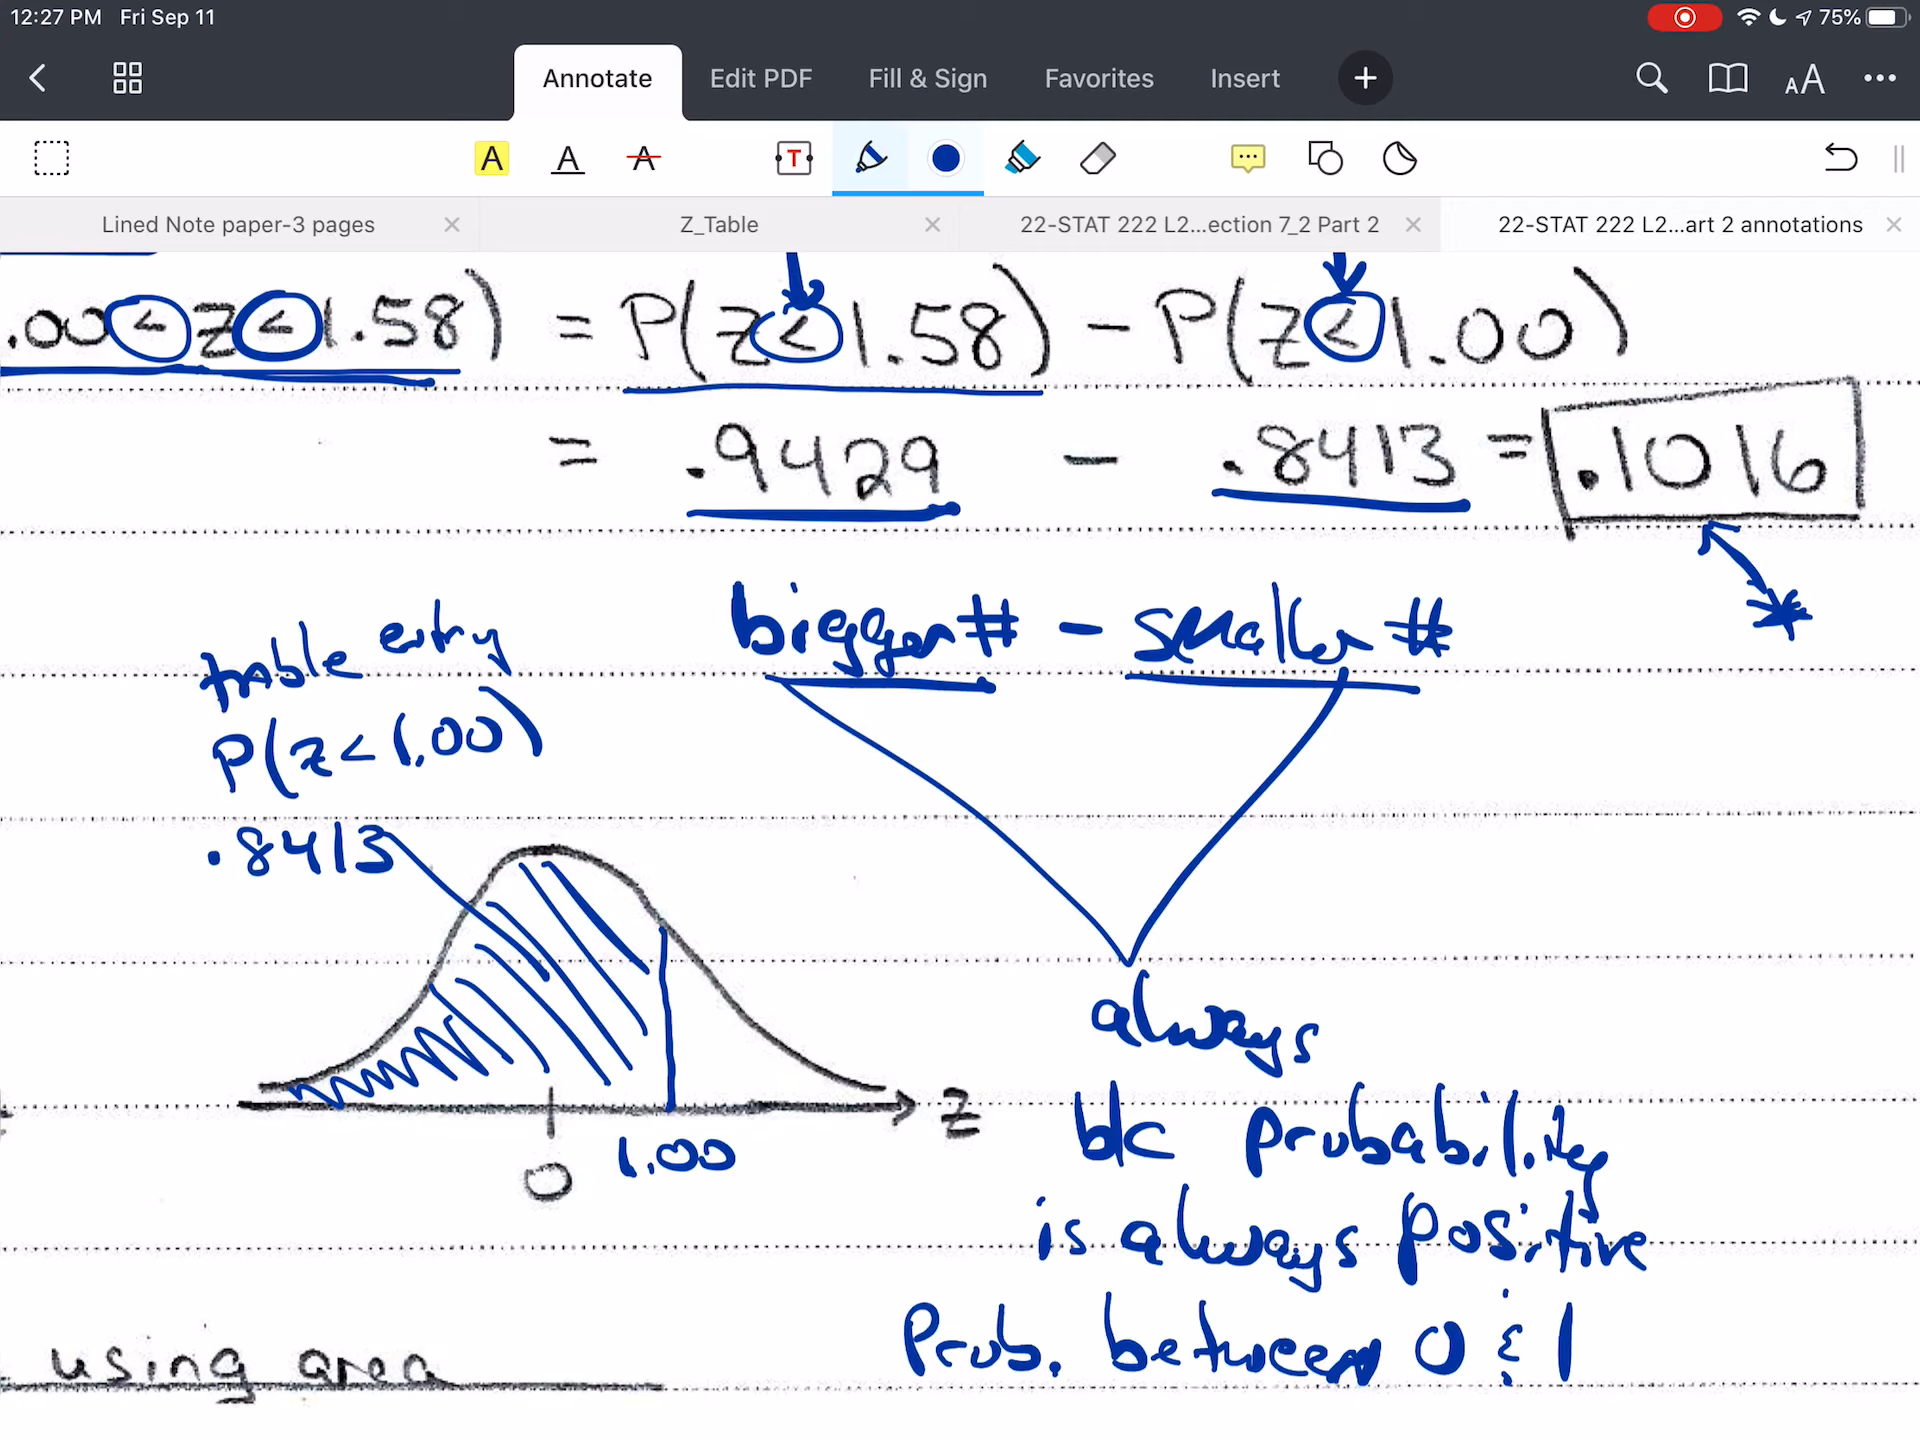 12:27 PM Fri Sep 11
75%
Annotate Edit PDF Fill & Sign Favorites Insert
AA
A A A T
Lined Note paper-3 pages Z_Table 22-STAT 222 L2...ection 7_2 Part 2 22-STAT 222 L2...art 2 annotations
.00 < Z < 1.58) = P(Z < 1.58) - P(Z < 1.00)
= .9429 - .8413 = .1016
bigger # - smaller #
table entry
P(z < 1.00)
.8413
always
Z
b/c probability
1.00
0
is always positive
Prob. between 0 & 1
using area